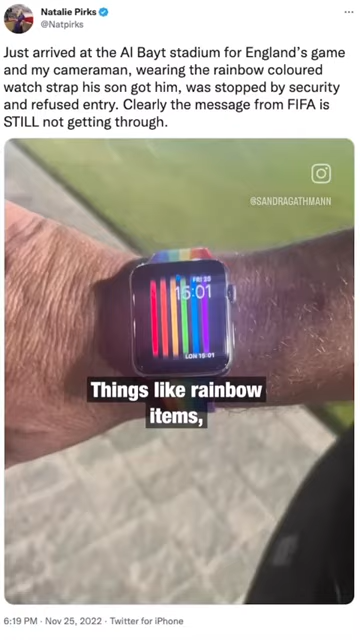 Natalie Pirks
@Natpirks
Just arrived at the Al Bayt stadium for England's game
and my cameraman, wearing the rainbow coloured
watch strap his son got him, was stopped by security
and refused entry. Clearly the message from FIFA is
STILL not getting through.
@SANDRAGATHMANN
FRI 25
15:01
LON 15:01
Things like rainbow
items,
6:19 PM · Nov 25, 2022 · Twitter for iPhone